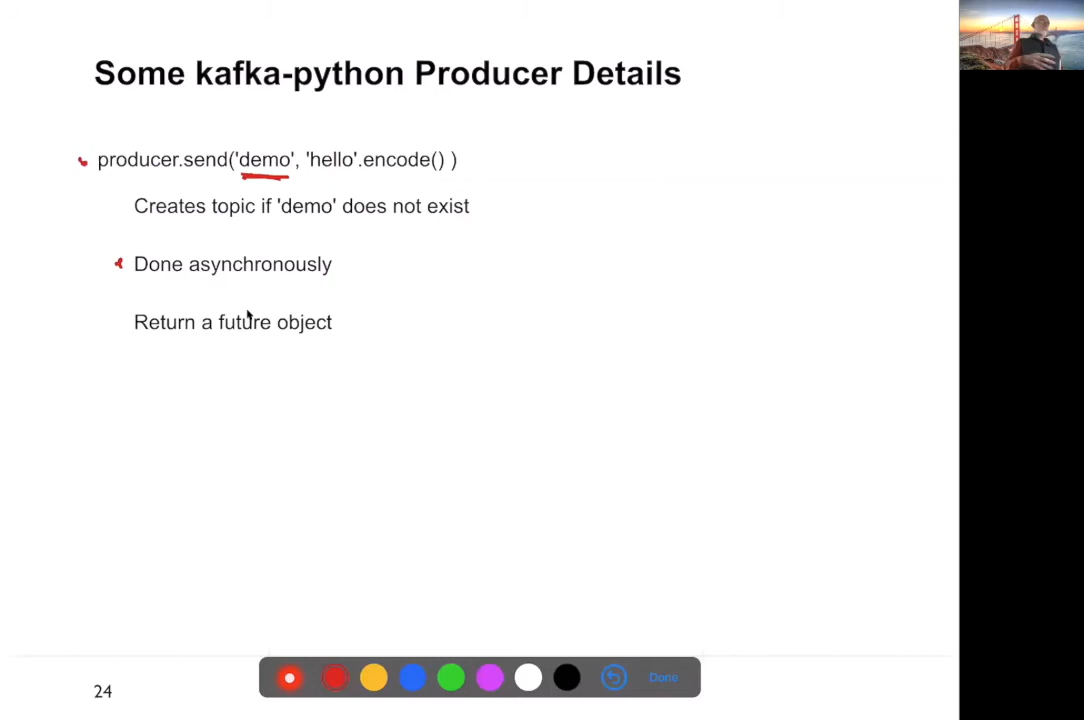 Some kafka-python Producer Details
producer.send('demo', 'hello'.encode() )
Creates topic if 'demo' does not exist
Done asynchronously
Return a future object
24
Done